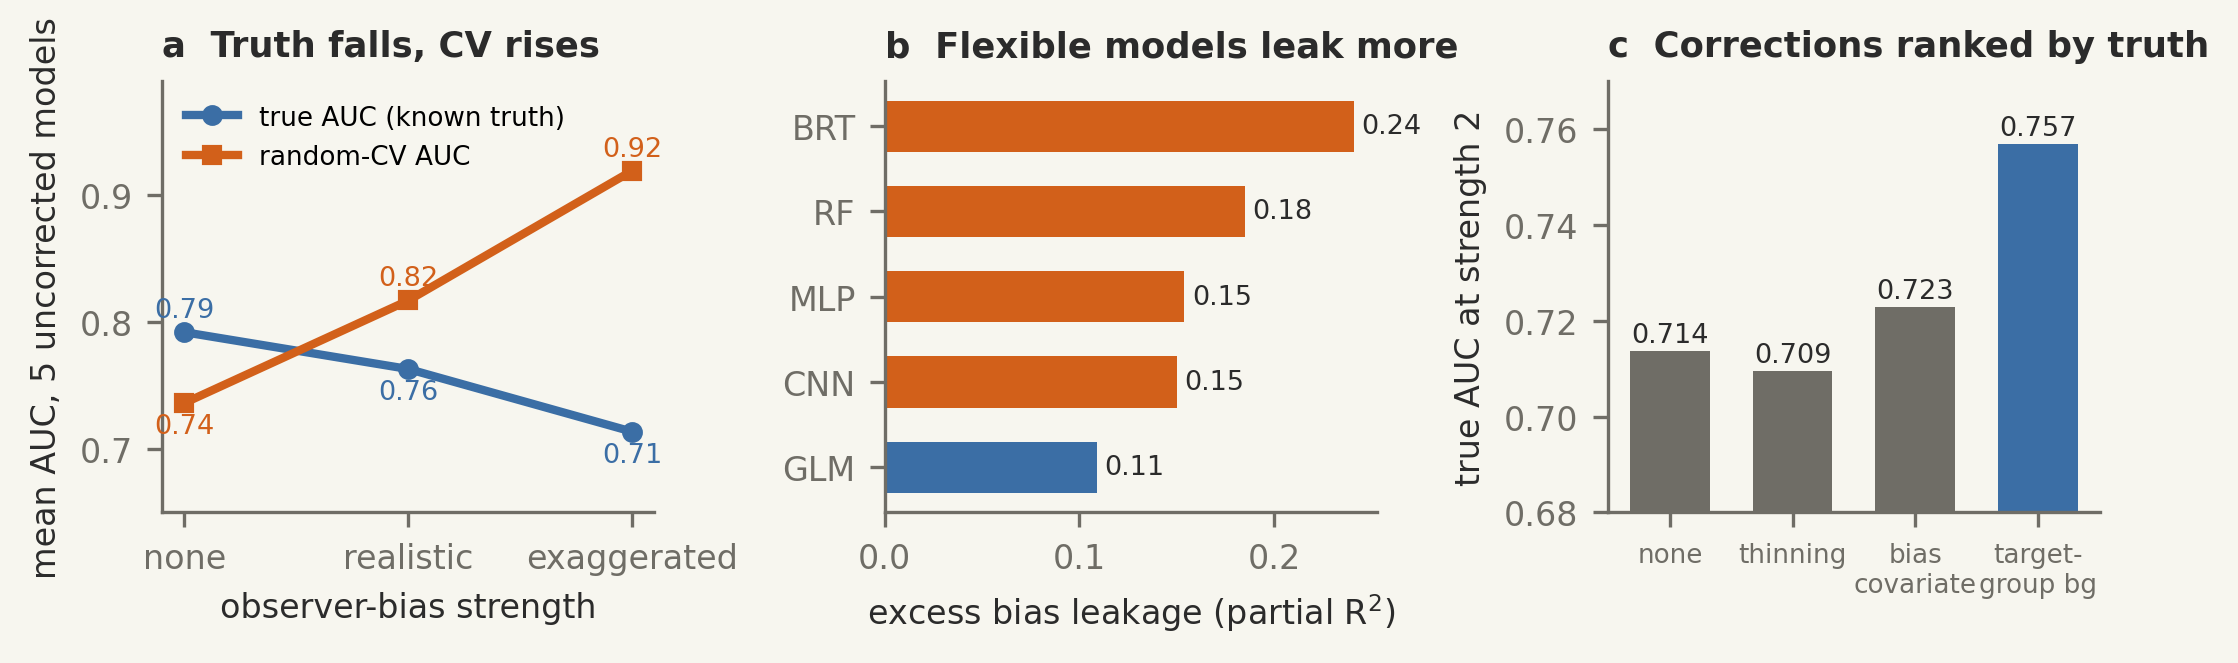 a  Truth falls, CV rises
mean AUC, 5 uncorrected models
true AUC (known truth)
random-CV AUC
0.9
0.8
0.7
0.79
0.74
0.82
0.76
0.92
0.71
none
realistic
exaggerated
observer-bias strength
b  Flexible models leak more
BRT
0.24
RF
0.18
MLP
0.15
CNN
0.15
GLM
0.11
0.0
0.1
0.2
excess bias leakage (partial R²)
c  Corrections ranked by truth
true AUC at strength 2
0.76
0.74
0.72
0.70
0.68
0.714
0.709
0.723
0.757
none
thinning
bias
covariate
target-
group bg